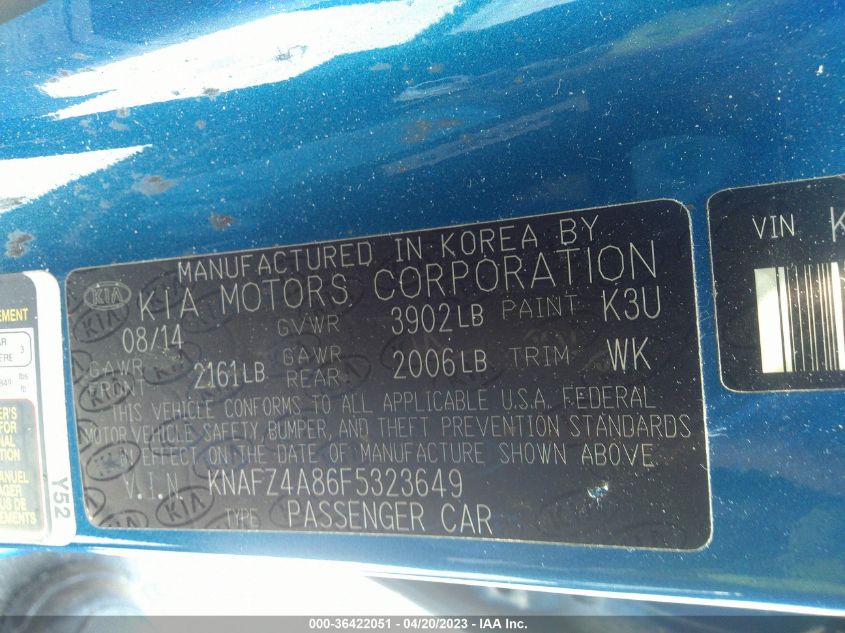 MANUFACTURED IN KOREA BY
KIA KIA MOTORS CORPORATION
08/14 GVWR 3902LB PAINT K3U
GAWR FRONT 2161LB GAWR REAR 2006LB TRIM WK
THIS VEHICLE CONFORMS TO ALL APPLICABLE U.S.A. FEDERAL
MOTOR VEHICLE SAFETY BUMPER AND THEFT PREVENTION STANDARDS
IN EFFECT ON THE DATE OF MANUFACTURE SHOWN ABOVE.
V.I.N KNAFZ4A86F5323649
TYPE PASSENGER CAR
VIN K
3
Y52
000-36422051 - 04/20/2023 - IAA Inc.